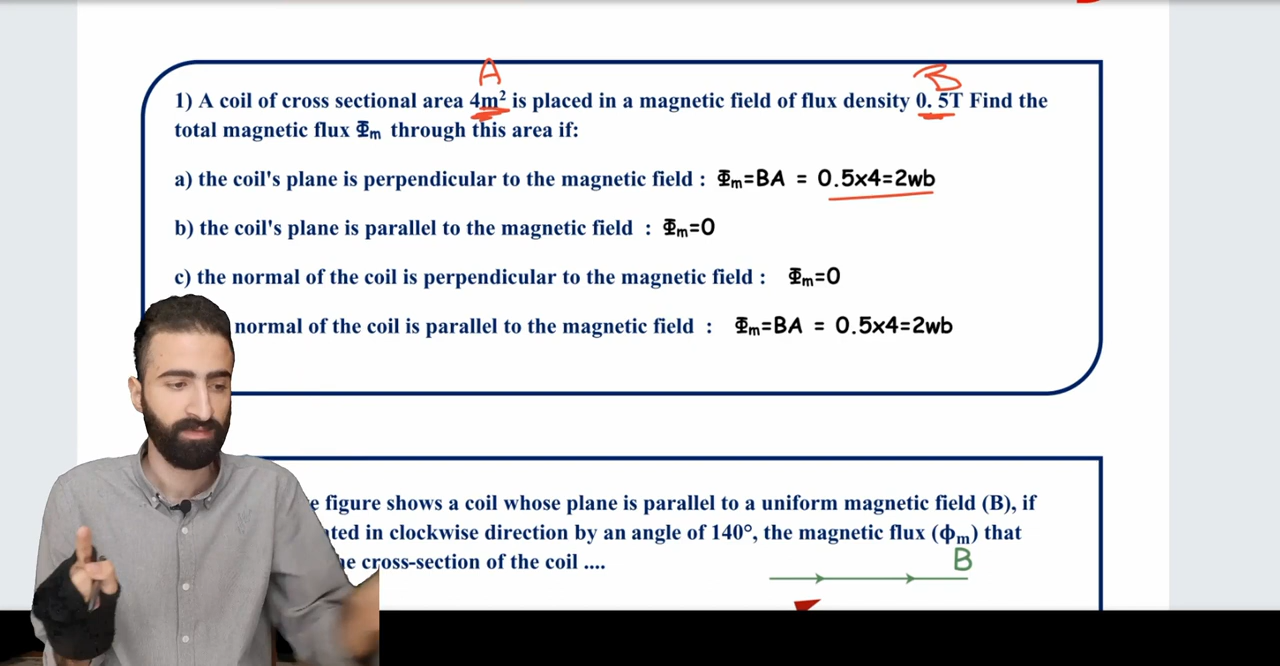 A
B
1) A coil of cross sectional area 4m² is placed in a magnetic field of flux density 0. 5T Find the
total magnetic flux Φm through this area if:
a) the coil's plane is perpendicular to the magnetic field : Φm=BA = 0.5x4=2wb
b) the coil's plane is parallel to the magnetic field : Φm=0
c) the normal of the coil is perpendicular to the magnetic field : Φm=0
normal of the coil is parallel to the magnetic field : Φm=BA = 0.5x4=2wb
figure shows a coil whose plane is parallel to a uniform magnetic field (B), if
in clockwise direction by an angle of 140°, the magnetic flux (ϕm) that
cross-section of the coil ....
B